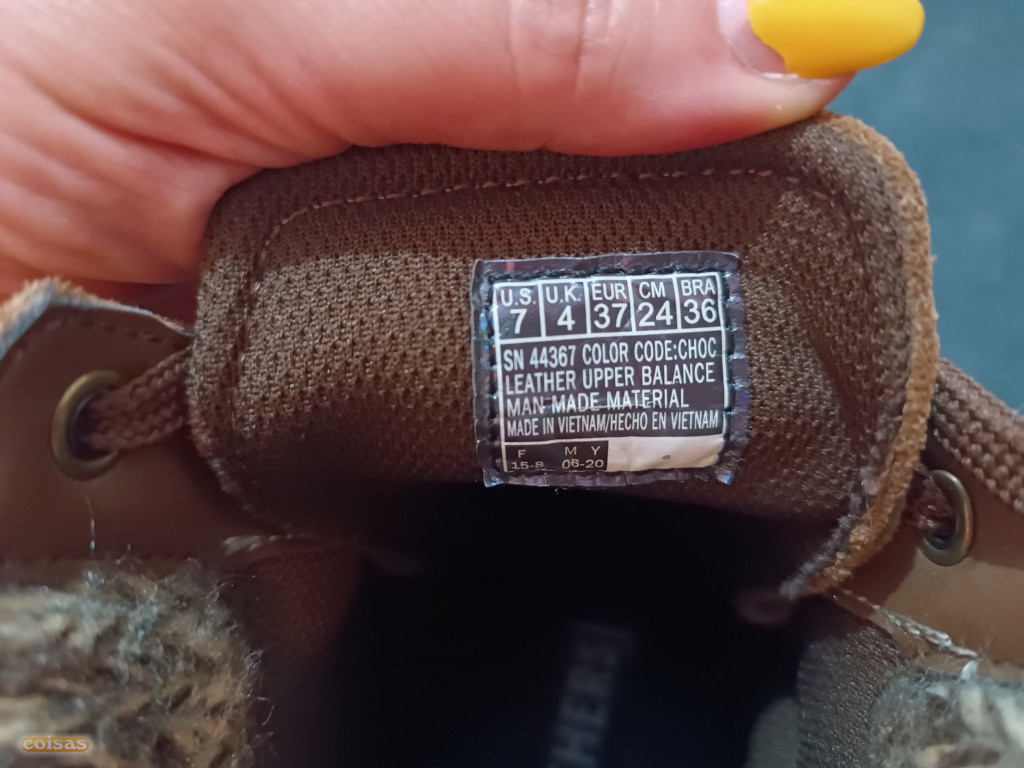 U.S. U.K. EUR CM BRA
7 4 37 24 36
SN 44367 COLOR CODE:CHOC
LEATHER UPPER BALANCE
MAN-MADE MATERIAL
MADE IN VIETNAM/HECHO EN VIETNAM
F M Y
15-8 06-20
coisas